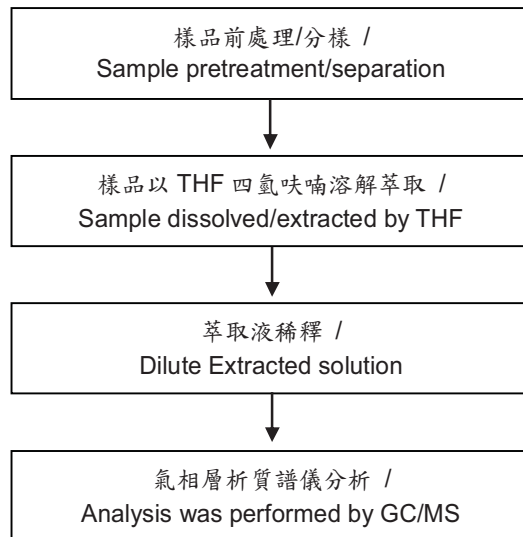 樣品前處理/分樣 /
Sample pretreatment/separation
樣品以 THF 四氫呋喃溶解萃取 /
Sample dissolved/extracted by THF
萃取液稀釋 /
Dilute Extracted solution
氣相層析質譜儀分析 /
Analysis was performed by GC/MS